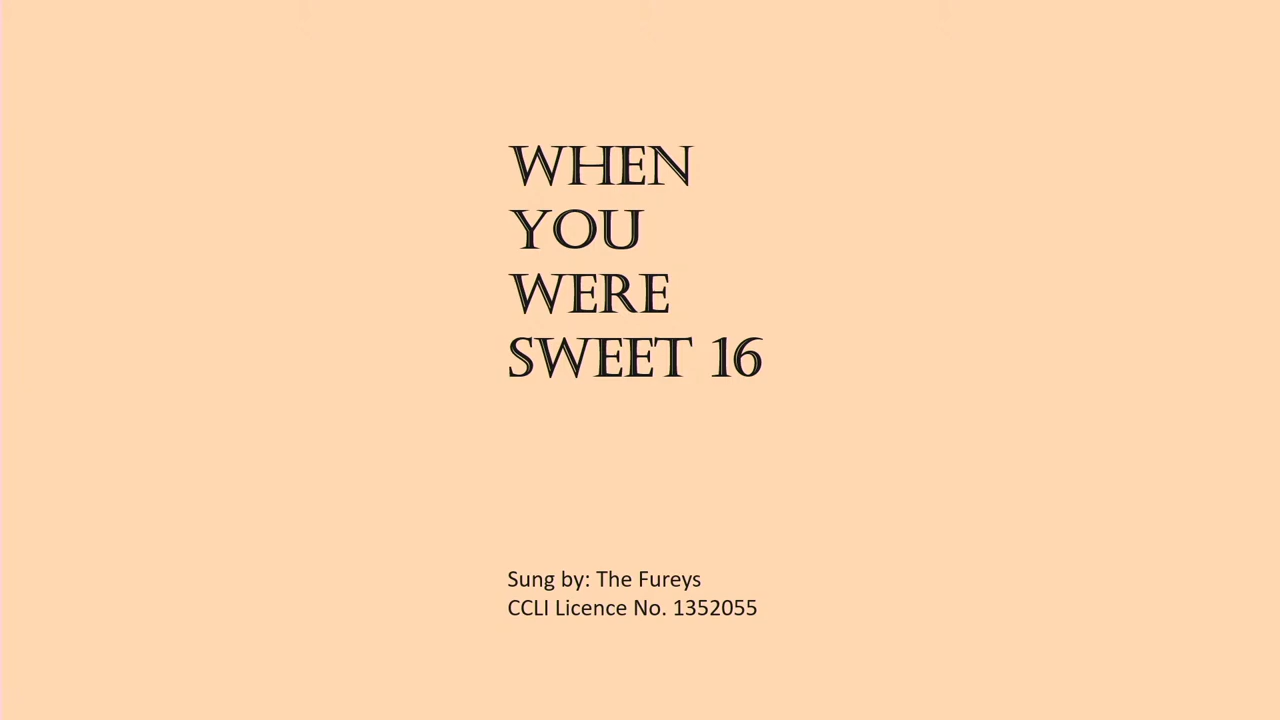 WHEN
YOU
WERE
SWEET 16
Sung by: The Fureys
CCLI Licence No. 1352055